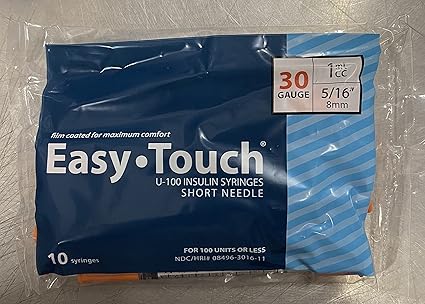 30
GAUGE
1 mL
cc
5/16"
8mm
film coated for maximum comfort
Easy•Touch®
U-100 INSULIN SYRINGES
SHORT NEEDLE
10 syringes
FOR 100 UNITS OR LESS
NDC/HRI# 08496-3016-11